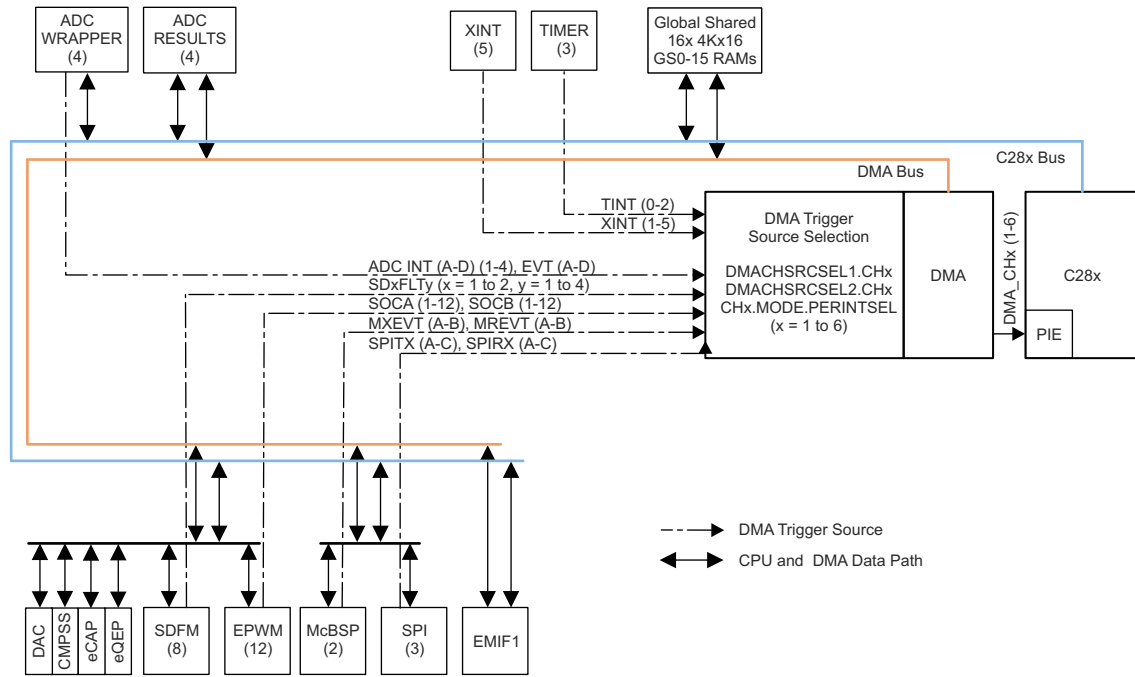 ADC
WRAPPER
(4)
ADC
RESULTS
(4)
XINT
(5)
TIMER
(3)
Global Shared
16x 4Kx16
GS0-15 RAMs
C28x Bus
DMA Bus
TINT (0-2)
XINT (1-5)
ADC INT (A-D) (1-4), EVT (A-D)
SDxFLTy (x = 1 to 2, y = 1 to 4)
SOCA (1-12), SOCB (1-12)
MXEVT (A-B), MREVT (A-B)
SPITX (A-C), SPIRX (A-C)
DMA Trigger
Source Selection
DMACHSRCSEL1.CHx
DMACHSRCSEL2.CHx
CHx.MODE.PERINTSEL
(x = 1 to 6)
DMA
DMA_CHx (1-6)
C28x
PIE
DMA Trigger Source
CPU and DMA Data Path
DAC
CMPSS
eCAP
eQEP
SDFM
(8)
EPWM
(12)
McBSP
(2)
SPI
(3)
EMIF1